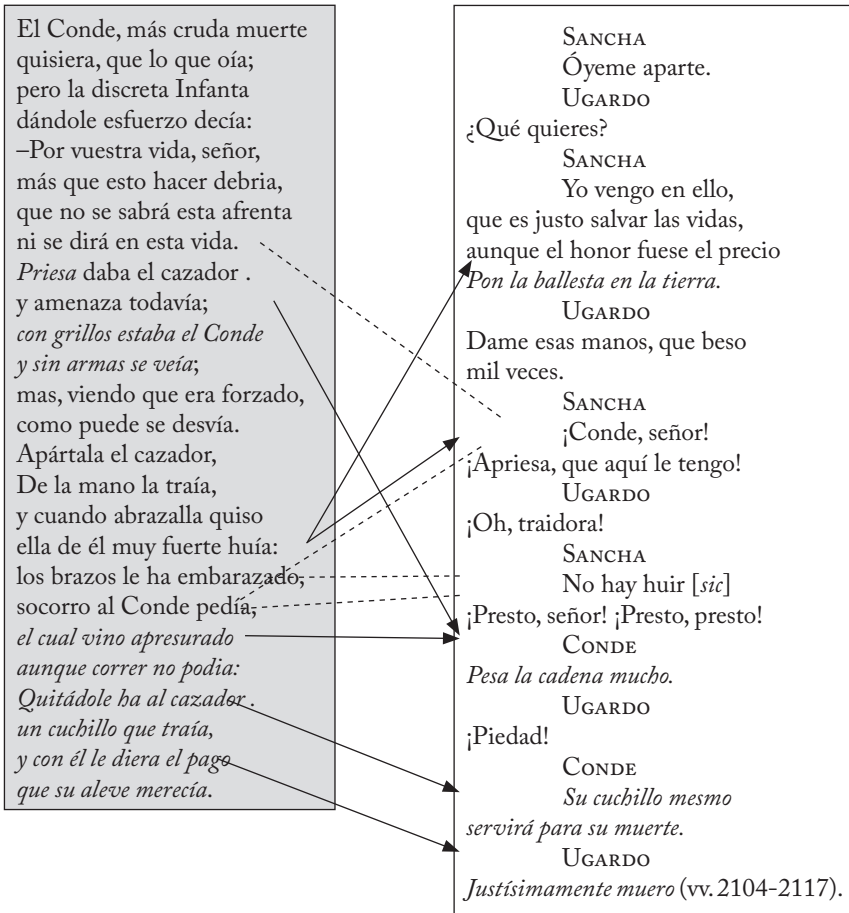 El Conde, más cruda muerte
quisiera, que lo que oía;
pero la discreta Infanta
dándole esfuerzo decía:
–Por vuestra vida, señor,
más que esto hacer debria,
que no se sabrá esta afrenta
ni se dirá en esta vida.
Priesa daba el cazador .
y amenaza todavía;
con grillos estaba el Conde
y sin armas se veía;
mas, viendo que era forzado,
como puede se desvía.
Apártala el cazador,
De la mano la traía,
y cuando abrazalla quiso
ella de él muy fuerte huía:
los brazos le ha embarazado,
socorro al Conde pedía,
el cual vino apresurado
aunque correr no podia:
Quitádole ha al cazador .
un cuchillo que traía,
y con él le diera el pago
que su aleve merecía.
Sancha
Óyeme aparte.
Ugardo
¿Qué quieres?
Sancha
Yo vengo en ello,
que es justo salvar las vidas,
aunque el honor fuese el precio
Pon la ballesta en la tierra.
Ugardo
Dame esas manos, que beso
mil veces.
Sancha
¡Conde, señor!
¡Apriesa, que aquí le tengo!
Ugardo
¡Oh, traidora!
Sancha
No hay huir [sic]
¡Presto, señor! ¡Presto, presto!
Conde
Pesa la cadena mucho.
Ugardo
¡Piedad!
Conde
Su cuchillo mesmo
servirá para su muerte.
Ugardo
Justísimamente muero (vv. 2104-2117).